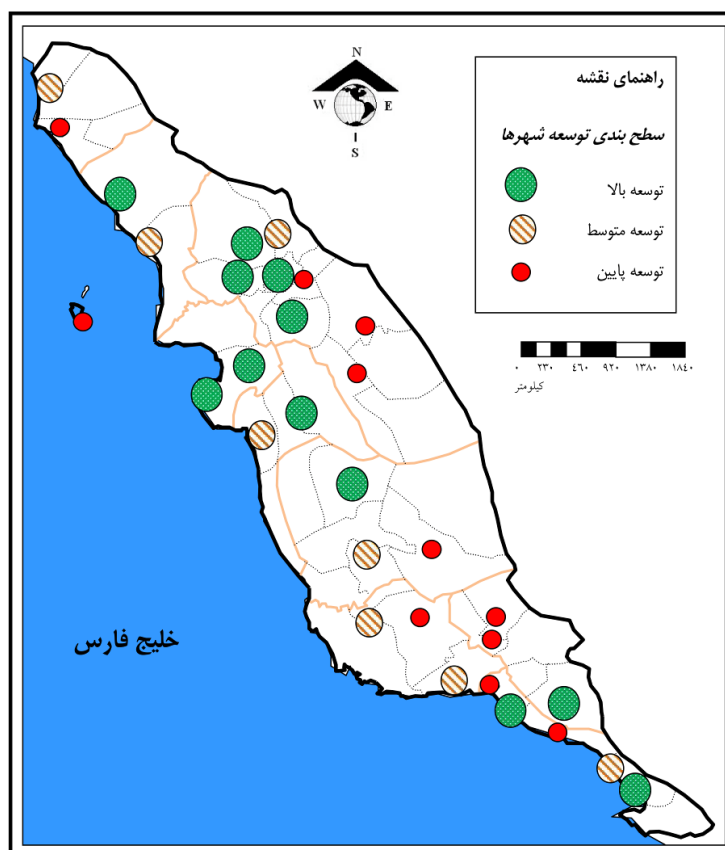 N
W E
S
راهنمای نقشه
سطح بندی توسعه شهرها
توسعه بالا
توسعه متوسط
توسعه پایین
۰ ۲۳۰ ۴۶۰ ۹۲۰ ۱۳۸۰ ۱۸۴۰
کیلومتر
خلیج فارس